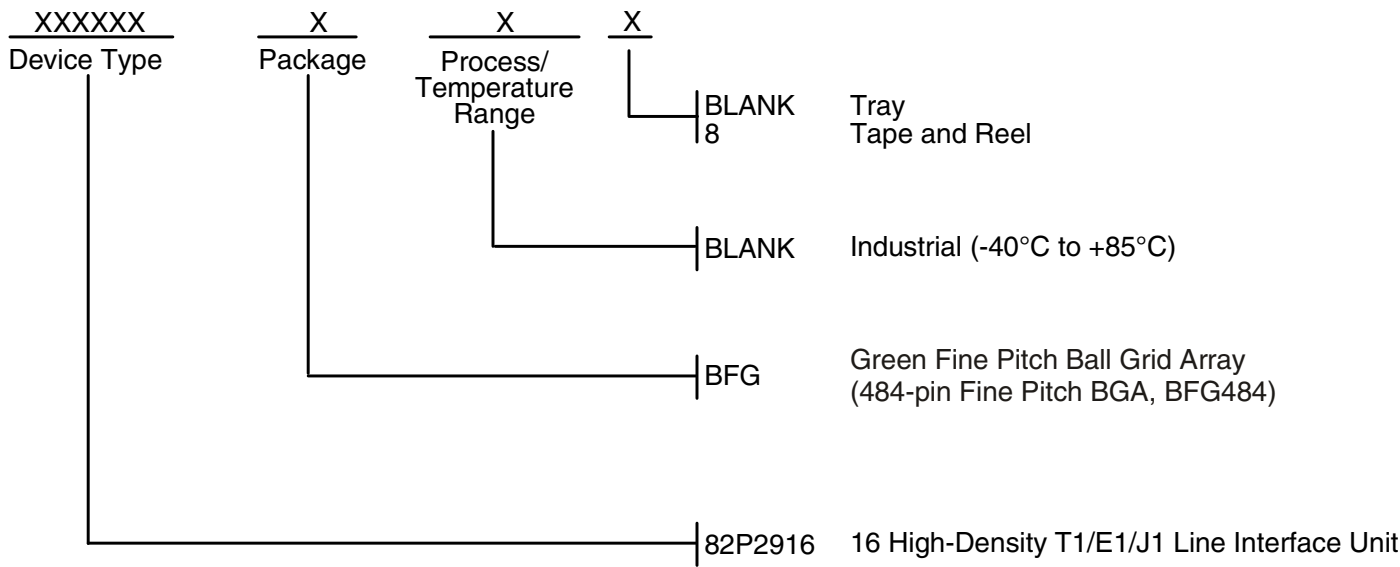 XXXXXX X X X
Device Type Package Process/
Temperature
Range
BLANK Tray
8 Tape and Reel
BLANK Industrial (-40°C to +85°C)
BFG Green Fine Pitch Ball Grid Array
(484-pin Fine Pitch BGA, BFG484)
82P2916 16 High-Density T1/E1/J1 Line Interface Unit